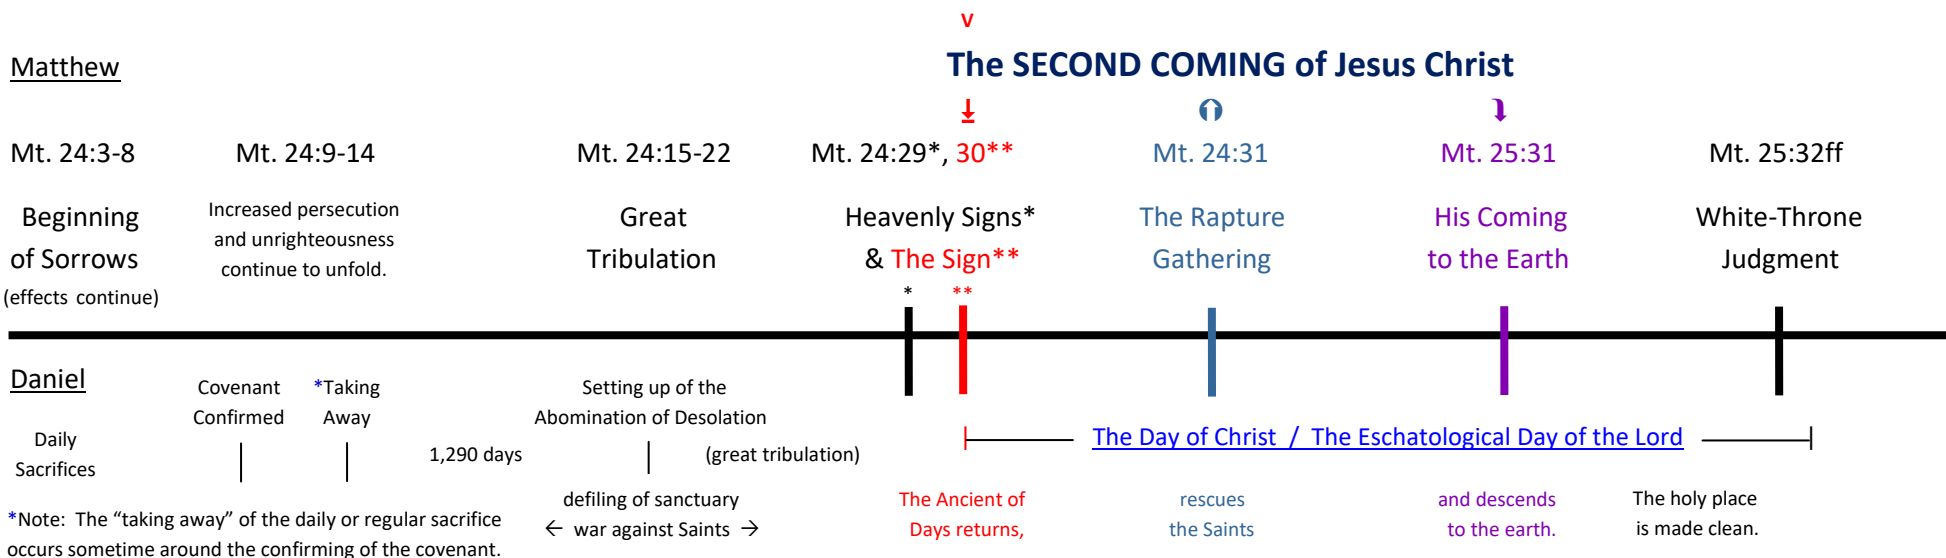 v
Matthew
The SECOND COMING of Jesus Christ
Mt. 24:3-8
Mt. 24:9-14
Mt. 24:15-22
Mt. 24:29*, 30**
Mt. 24:31
Mt. 25:31
Mt. 25:32ff
Beginning
of Sorrows
(effects continue)
Increased persecution
and unrighteousness
continue to unfold.
Great
Tribulation
Heavenly Signs*
& The Sign**
* **
The Rapture
Gathering
His Coming
to the Earth
White-Throne
Judgment
Daniel
Daily
Sacrifices
Covenant
Confirmed
*Taking
Away
1,290 days
Setting up of the
Abomination of Desolation
(great tribulation)
The Day of Christ / The Eschatological Day of the Lord
defiling of sanctuary
← war against Saints →
The Ancient of
Days returns,
rescues
the Saints
and descends
to the earth.
The holy place
is made clean.
*Note: The “taking away” of the daily or regular sacrifice
occurs sometime around the confirming of the covenant.